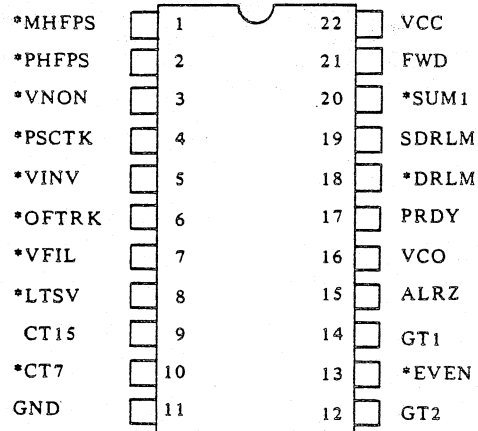 *MHFPS 1 22 VCC
*PHFPS 2 21 FWD
*VNON 3 20 *SUM1
*PSCTK 4 19 SDRLM
*VINV 5 18 *DRLM
*OFTRK 6 17 PRDY
*VFIL 7 16 VCO
*LTSV 8 15 ALRZ
CT15 9 14 GT1
*CT7 10 13 *EVEN
GND 11 12 GT2